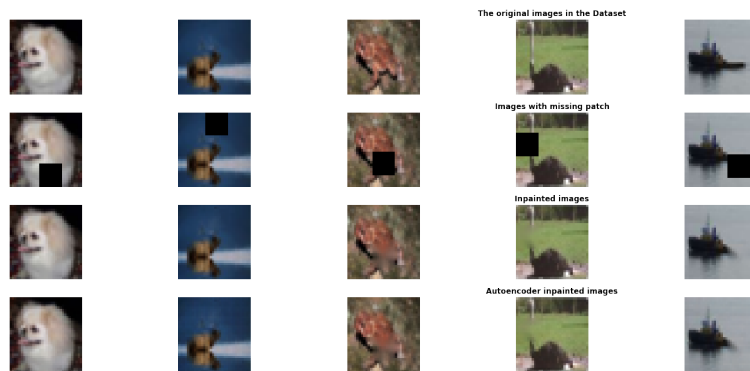 The original images in the Dataset
Images with missing patch
Inpainted images
Autoencoder inpainted images